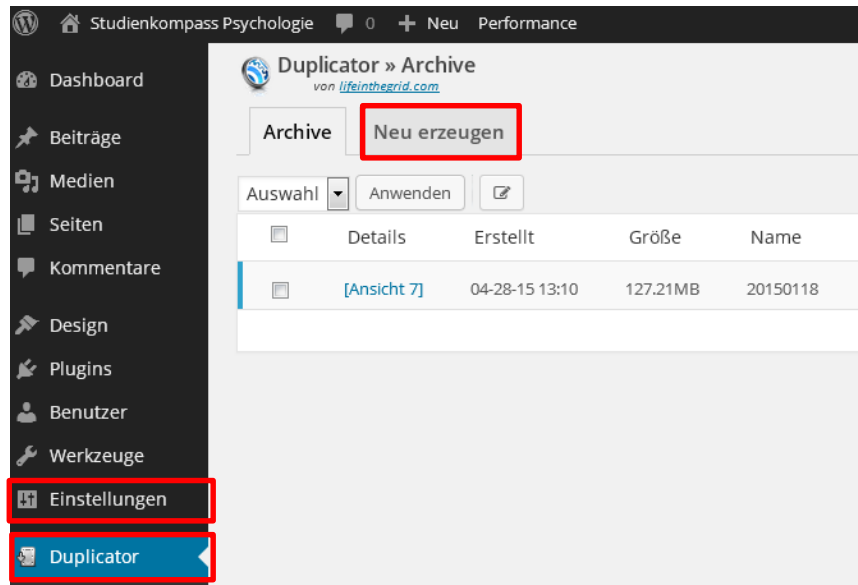 Studienkompass Psychologie 0 Neu Performance
Dashboard
Beiträge
Medien
Seiten
Kommentare
Design
Plugins
Benutzer
Werkzeuge
Einstellungen
Duplicator
Duplicator » Archive
von lifeinthegrid.com
Archive Neu erzeugen
Auswahl Anwenden
Details Erstellt Größe Name
[Ansicht 7] 04-28-15 13:10 127.21MB 20150118